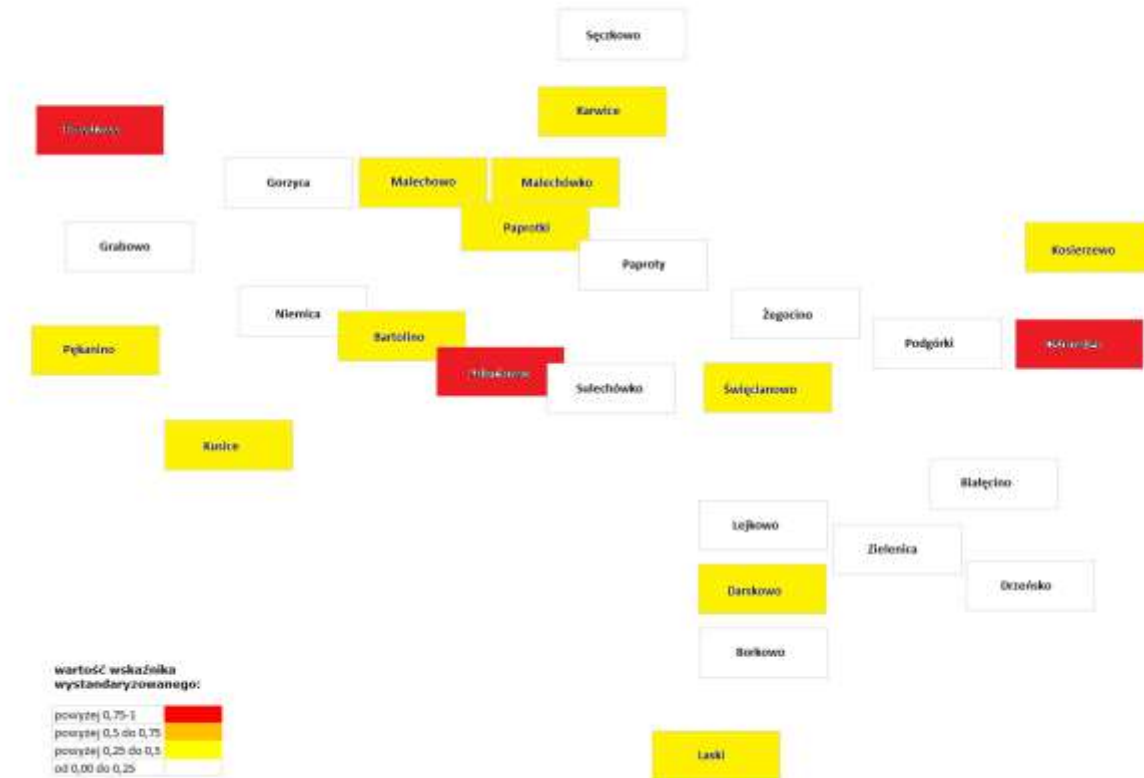 Sęczkowo
Karwice
Gorzyca
Malechowo
Malechówko
Paprotki
Grabowo
Paproty
Kosierzewo
Niemica
Żegocino
Bartolino
Pękanino
Podgórki
Sulechówko
Święcianowo
Kusice
Białęcino
Lejkowo
Zielenica
Darskowo
Drzeńsko
Borkowo
wartość wskaźnika
wystandaryzowanego:
powyżej 0,75-1
powyżej 0,5 do 0,75
powyżej 0,25 do 0,5
od 0,00 do 0,25
Laski